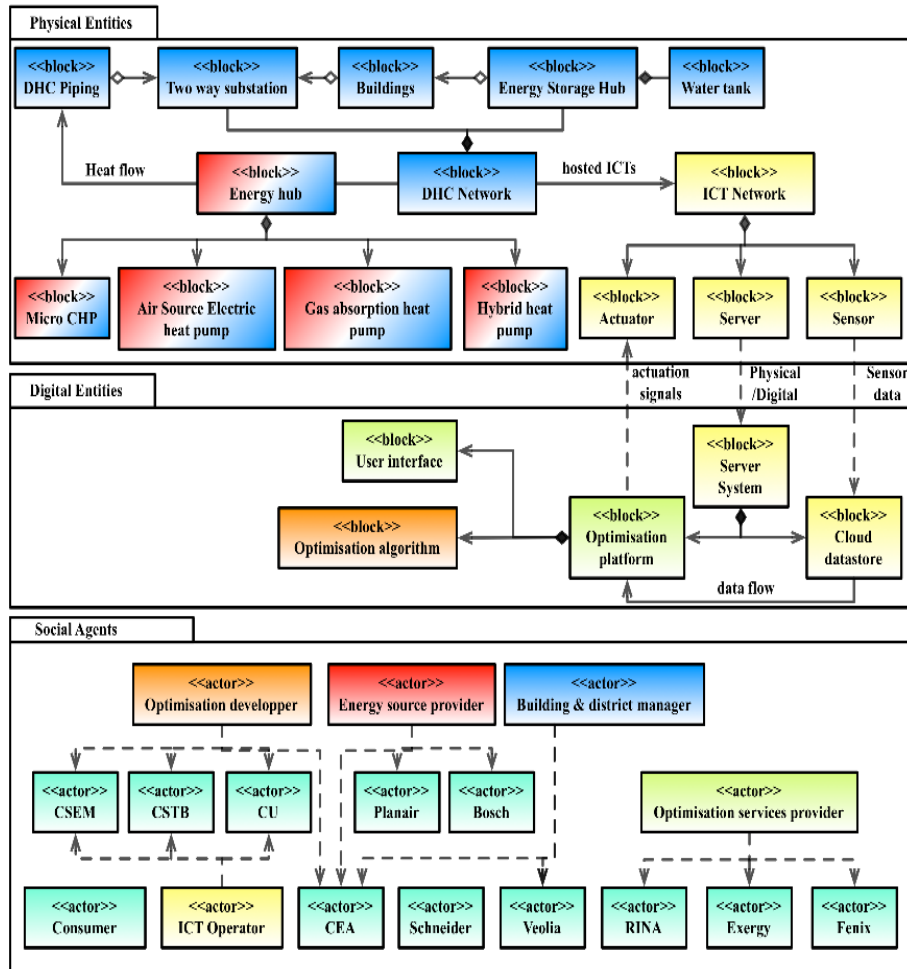 Physical Entities
<<block>>
DHC Piping
<<block>>
Two way substation
<<block>>
Buildings
<<block>>
Energy Storage Hub
<<block>>
Water tank
Heat flow
<<block>>
Energy hub
<<block>>
DHC Network
hosted ICTs
<<block>>
ICT Network
<<block>>
Micro CHP
<<block>>
Air Source Electric
heat pump
<<block>>
Gas absorption heat
pump
<<block>>
Hybrid heat
pump
<<block>>
Actuator
<<block>>
Server
<<block>>
Sensor
actuation
signals
Physical
/Digital
Sensor
data
Digital Entities
<<block>>
User interface
<<block>>
Server
System
<<block>>
Optimisation algorithm
<<block>>
Optimisation
platform
<<block>>
Cloud
datastore
data flow
Social Agents
<<actor>>
Optimisation developper
<<actor>>
Energy source provider
<<actor>>
Building & district manager
<<actor>>
CSEM
<<actor>>
CSTB
<<actor>>
CU
<<actor>>
Planair
<<actor>>
Bosch
<<actor>>
Optimisation services provider
<<actor>>
Consumer
<<actor>>
ICT Operator
<<actor>>
CEA
<<actor>>
Schneider
<<actor>>
Veolia
<<actor>>
RINA
<<actor>>
Exergy
<<actor>>
Fenix